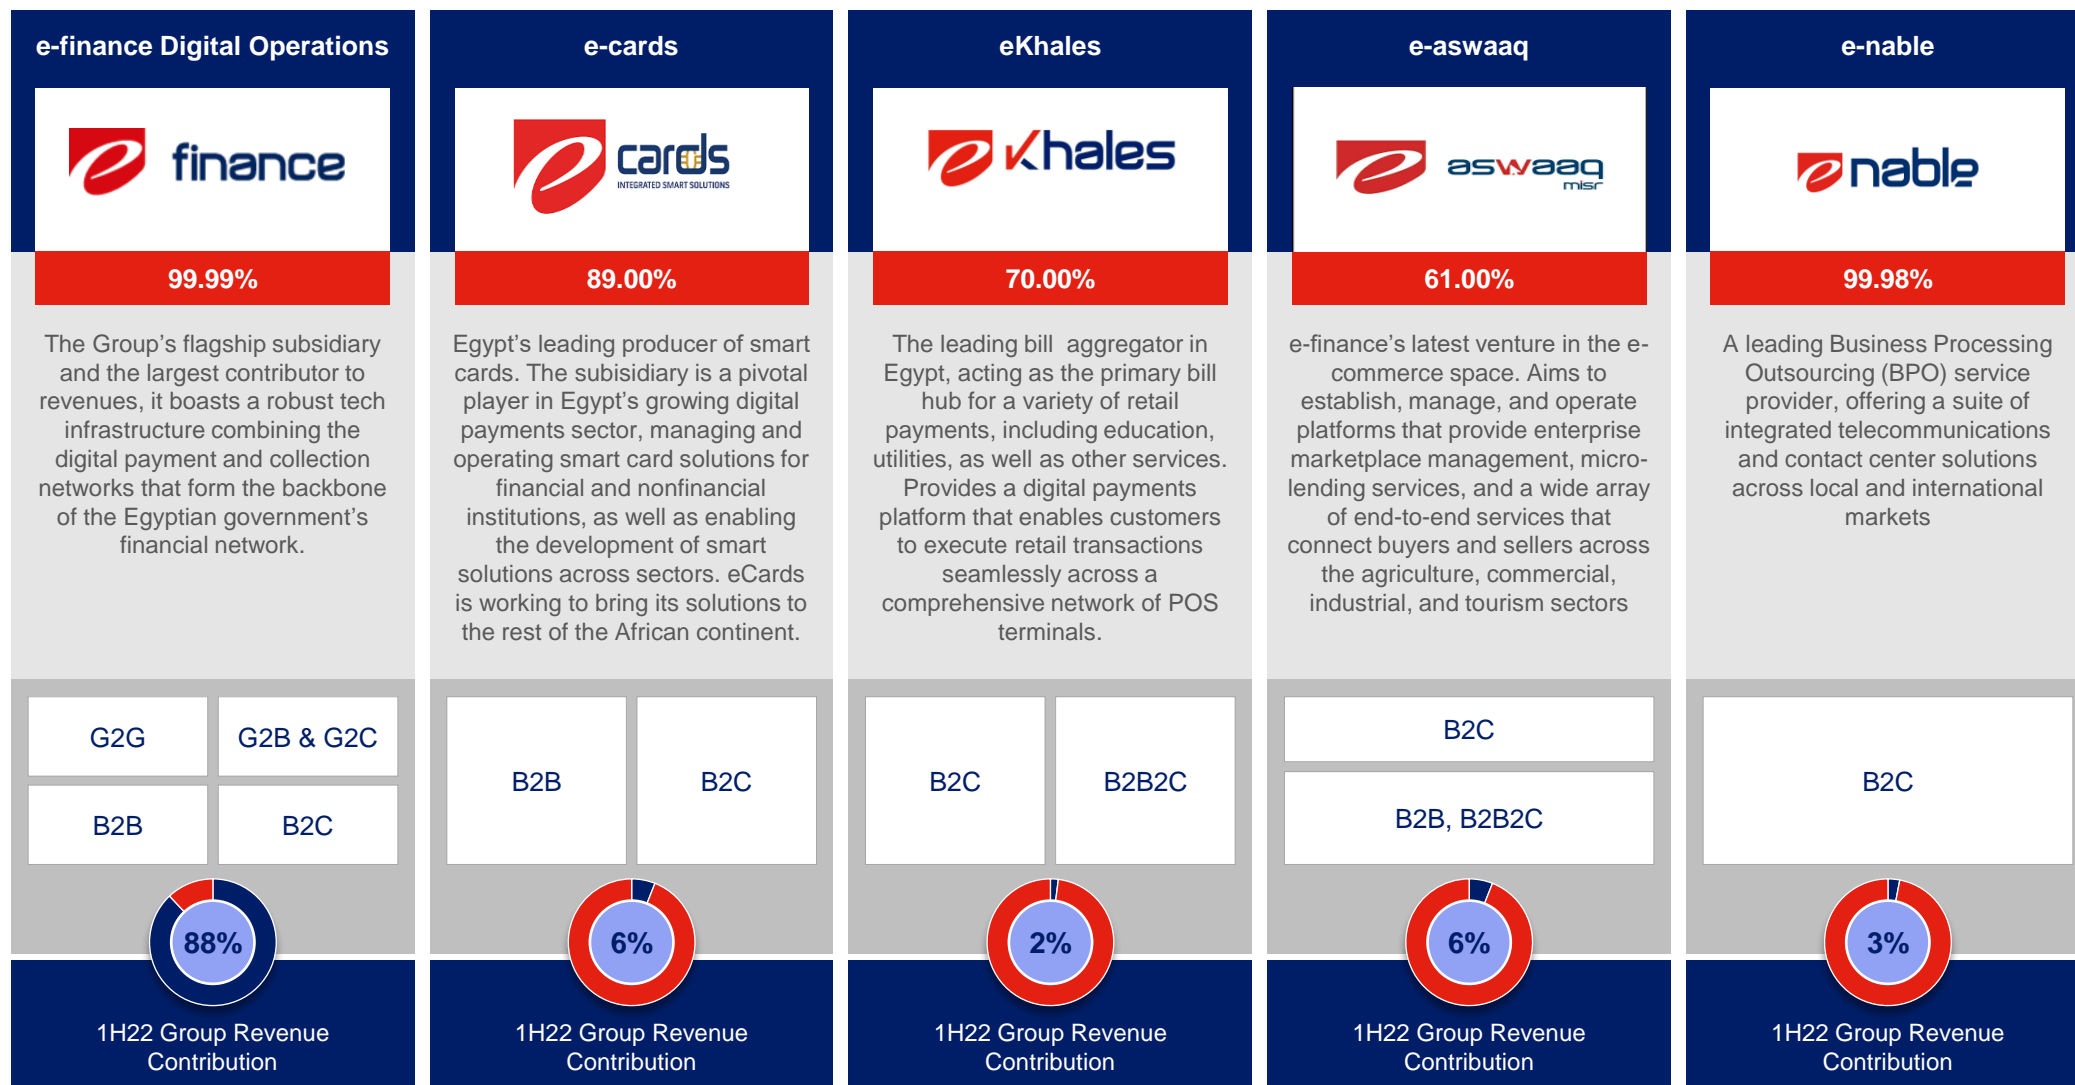 e-finance Digital Operations
finance
99.99%
The Group's flagship subsidiary
and the largest contributor to
revenues, it boasts a robust tech
infrastructure combining the
digital payment and collection
networks that form the backbone
of the Egyptian government's
financial network.
G2G
G2B & G2C
B2B
B2C
88%
1H22 Group Revenue
Contribution
e-cards
cards
INTEGRATED SMART SOLUTIONS
89.00%
Egypt's leading producer of smart
cards. The subisidiary is a pivotal
player in Egypt's growing digital
payments sector, managing and
operating smart card solutions for
financial and nonfinancial
institutions, as well as enabling
the development of smart
solutions across sectors. eCards
is working to bring its solutions to
the rest of the African continent.
B2B
B2C
6%
1H22 Group Revenue
Contribution
eKhales
e Khales
70.00%
The leading bill  aggregator in
Egypt, acting as the primary bill
hub for a variety of retail
payments, including education,
utilities, as well as other services.
Provides a digital payments
platform that enables customers
to execute retail transactions
seamlessly across a
comprehensive network of POS
terminals.
B2C
B2B2C
2%
1H22 Group Revenue
Contribution
e-aswaaq
e aswaaq
misr
61.00%
e-finance's latest venture in the e-
commerce space. Aims to
establish, manage, and operate
platforms that provide enterprise
marketplace management, micro-
lending services, and a wide array
of end-to-end services that
connect buyers and sellers across
the agriculture, commercial,
industrial, and tourism sectors
B2C
B2B, B2B2C
6%
1H22 Group Revenue
Contribution
e-nable
e nable
99.98%
A leading Business Processing
Outsourcing (BPO) service
provider, offering a suite of
integrated telecommunications
and contact center solutions
across local and international
markets
B2C
3%
1H22 Group Revenue
Contribution